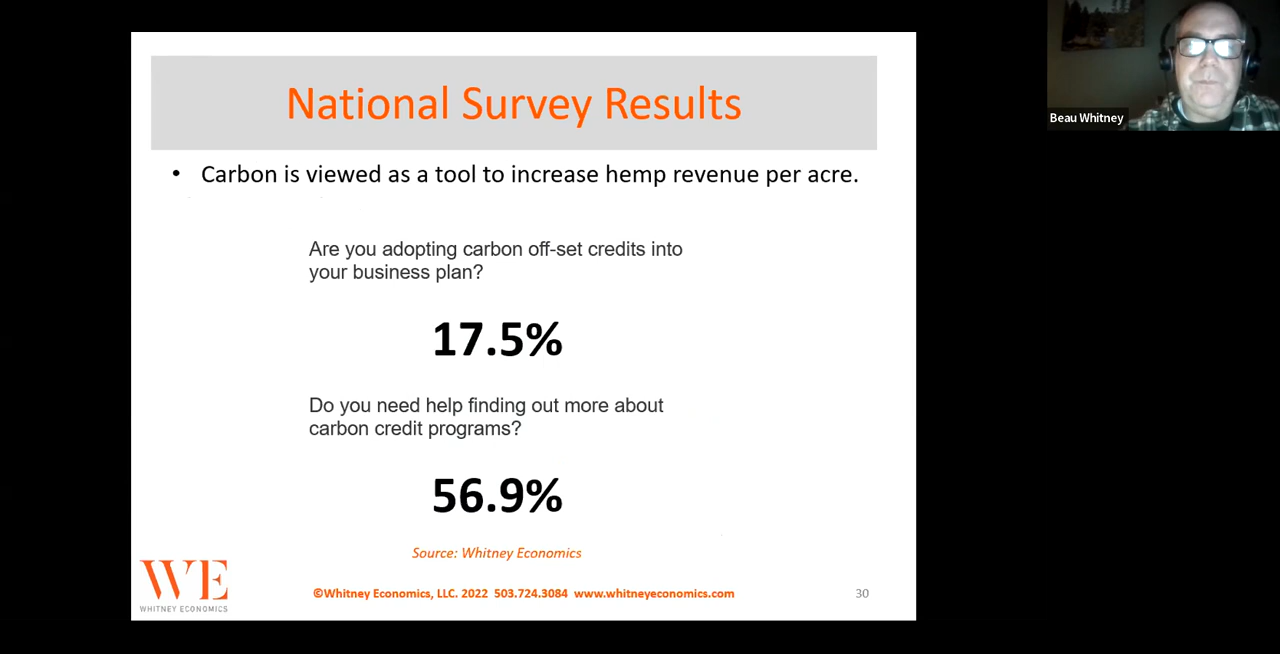 National Survey Results
• Carbon is viewed as a tool to increase hemp revenue per acre.
Are you adopting carbon off-set credits into
your business plan?
17.5%
Do you need help finding out more about
carbon credit programs?
56.9%
Source: Whitney Economics
WE
WHITNEY ECONOMICS
©Whitney Economics, LLC. 2022 503.724.3084 www.whitneyeconomics.com
30
Beau Whitney